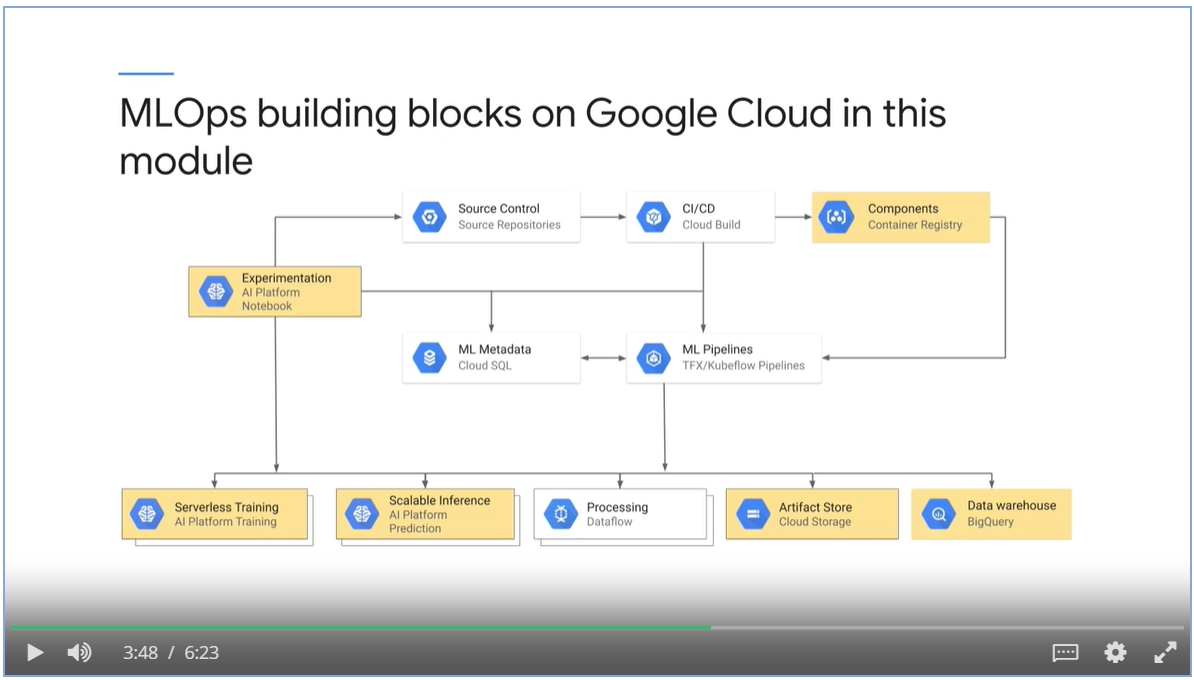 MLOps building blocks on Google Cloud in this
module
Source Control
Source Repositories
CI/CD
Cloud Build
Components
Container Registry
Experimentation
AI Platform
Notebook
ML Metadata
Cloud SQL
ML Pipelines
TFX/Kubeflow Pipelines
Serverless Training
AI Platform Training
Scalable Inference
AI Platform
Prediction
Processing
Dataflow
Artifact Store
Cloud Storage
Data warehouse
BigQuery
3:48 / 6:23